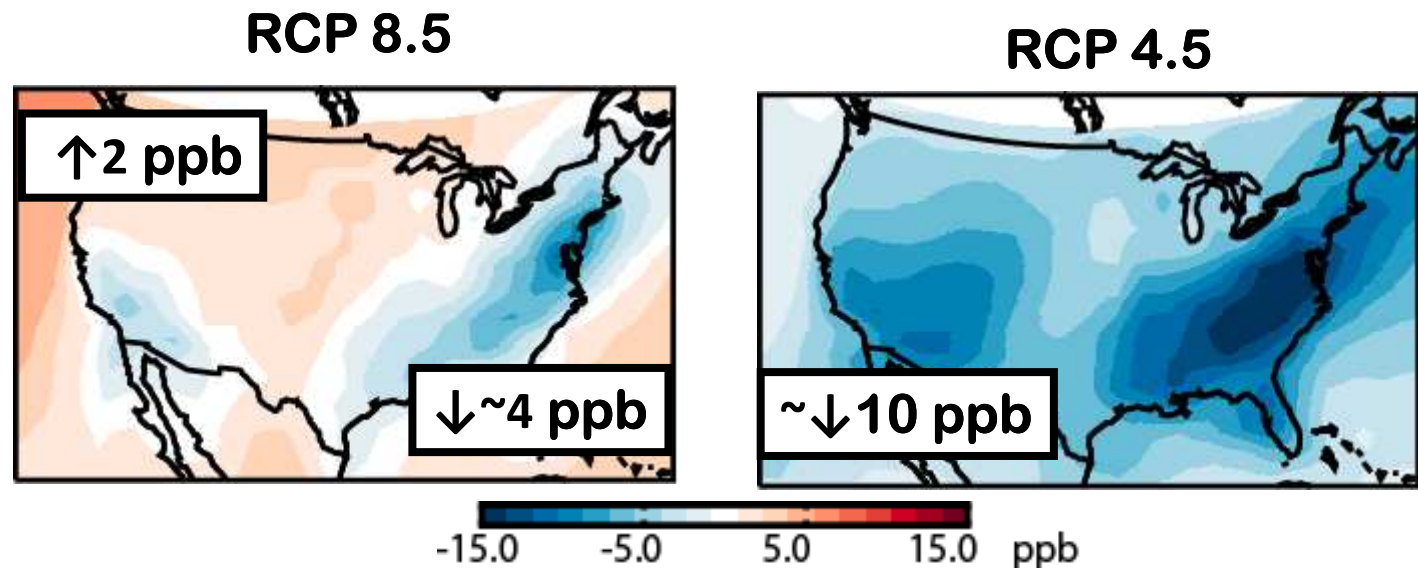 RCP 8.5
RCP 4.5
↑2 ppb
↓~4 ppb
~↓10 ppb
-15.0 -5.0 5.0 15.0 ppb